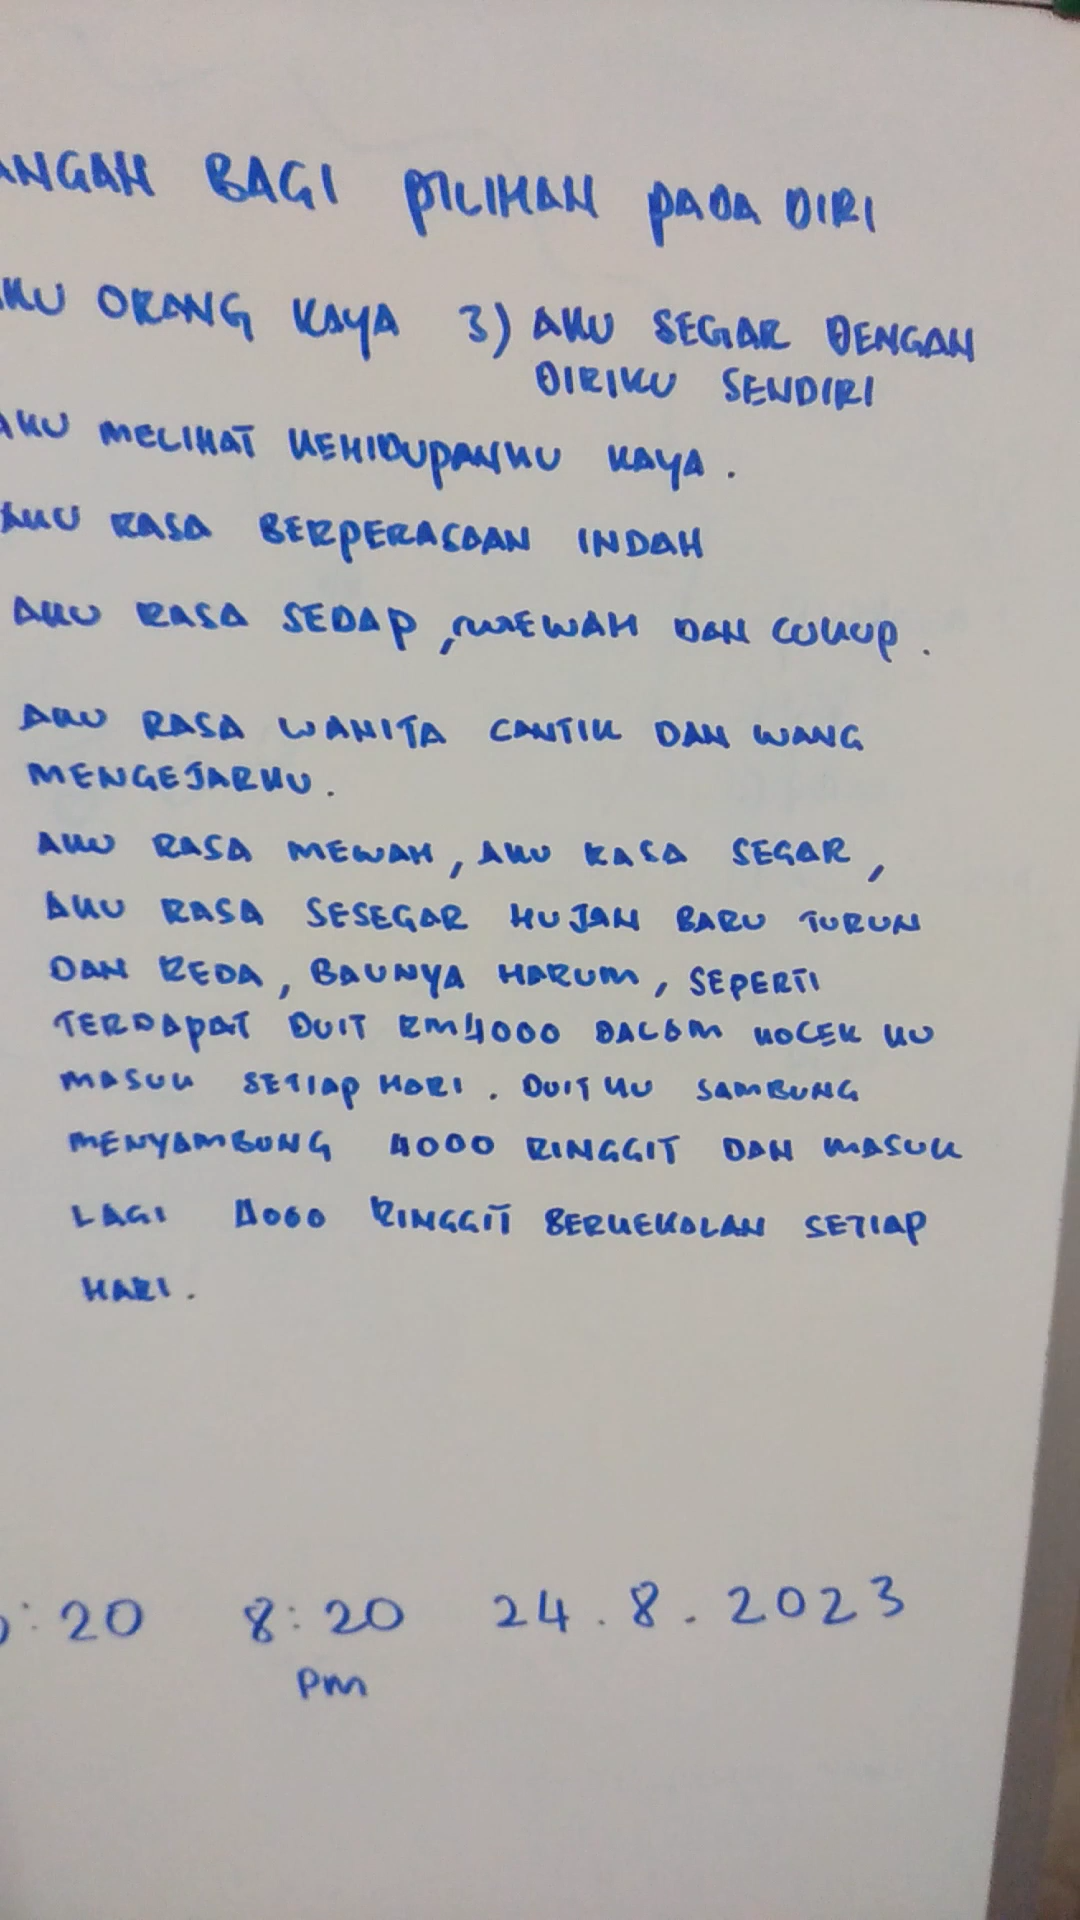 ANGAN BAGI PILIHAN PADA DIRI
AKU ORANG KAYA 3) AKU SEGAR DENGAN
DIRIKU SENDIRI
AKU MELIHAT KEHIDUPANKU KAYA.
AKU RASA BERPERASAAN INDAH
AKU RASA SEDAP, MEWAH DAN CUKUP.
AKU RASA WANITA CANTIK DAN WANG
MENGEJARKU.
AKU RASA MEWAH, AKU RASA SEGAR,
AKU RASA SESEGAR HUJAN BARU TURUN
DAN REDA, BAUNYA HARUM, SEPERTI
TERDAPAT DUIT RM4000 DALAM KOCEK KU
MASUK SETIAP HARI. DUIT KU SAMBUNG
MENYAMBUNG 4000 RINGGIT DAN MASUK
LAGI 4000 RINGGIT BERKEKALAN SETIAP
HARI.
:20 8:20 24.8.2023
pm